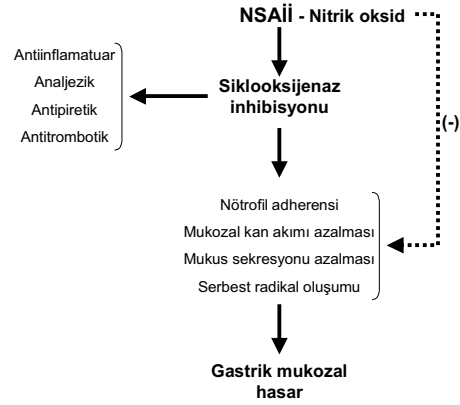 NSAİİ - Nitrik oksid
Antiinflamatuar
Analjezik
Antipiretik
Antitrombotik
Siklooksijenaz
inhibisyonu
(-)
Nötrofil adherensi
Mukozal kan akımı azalması
Mukus sekresyonu azalması
Serbest radikal oluşumu
Gastrik mukozal
hasar